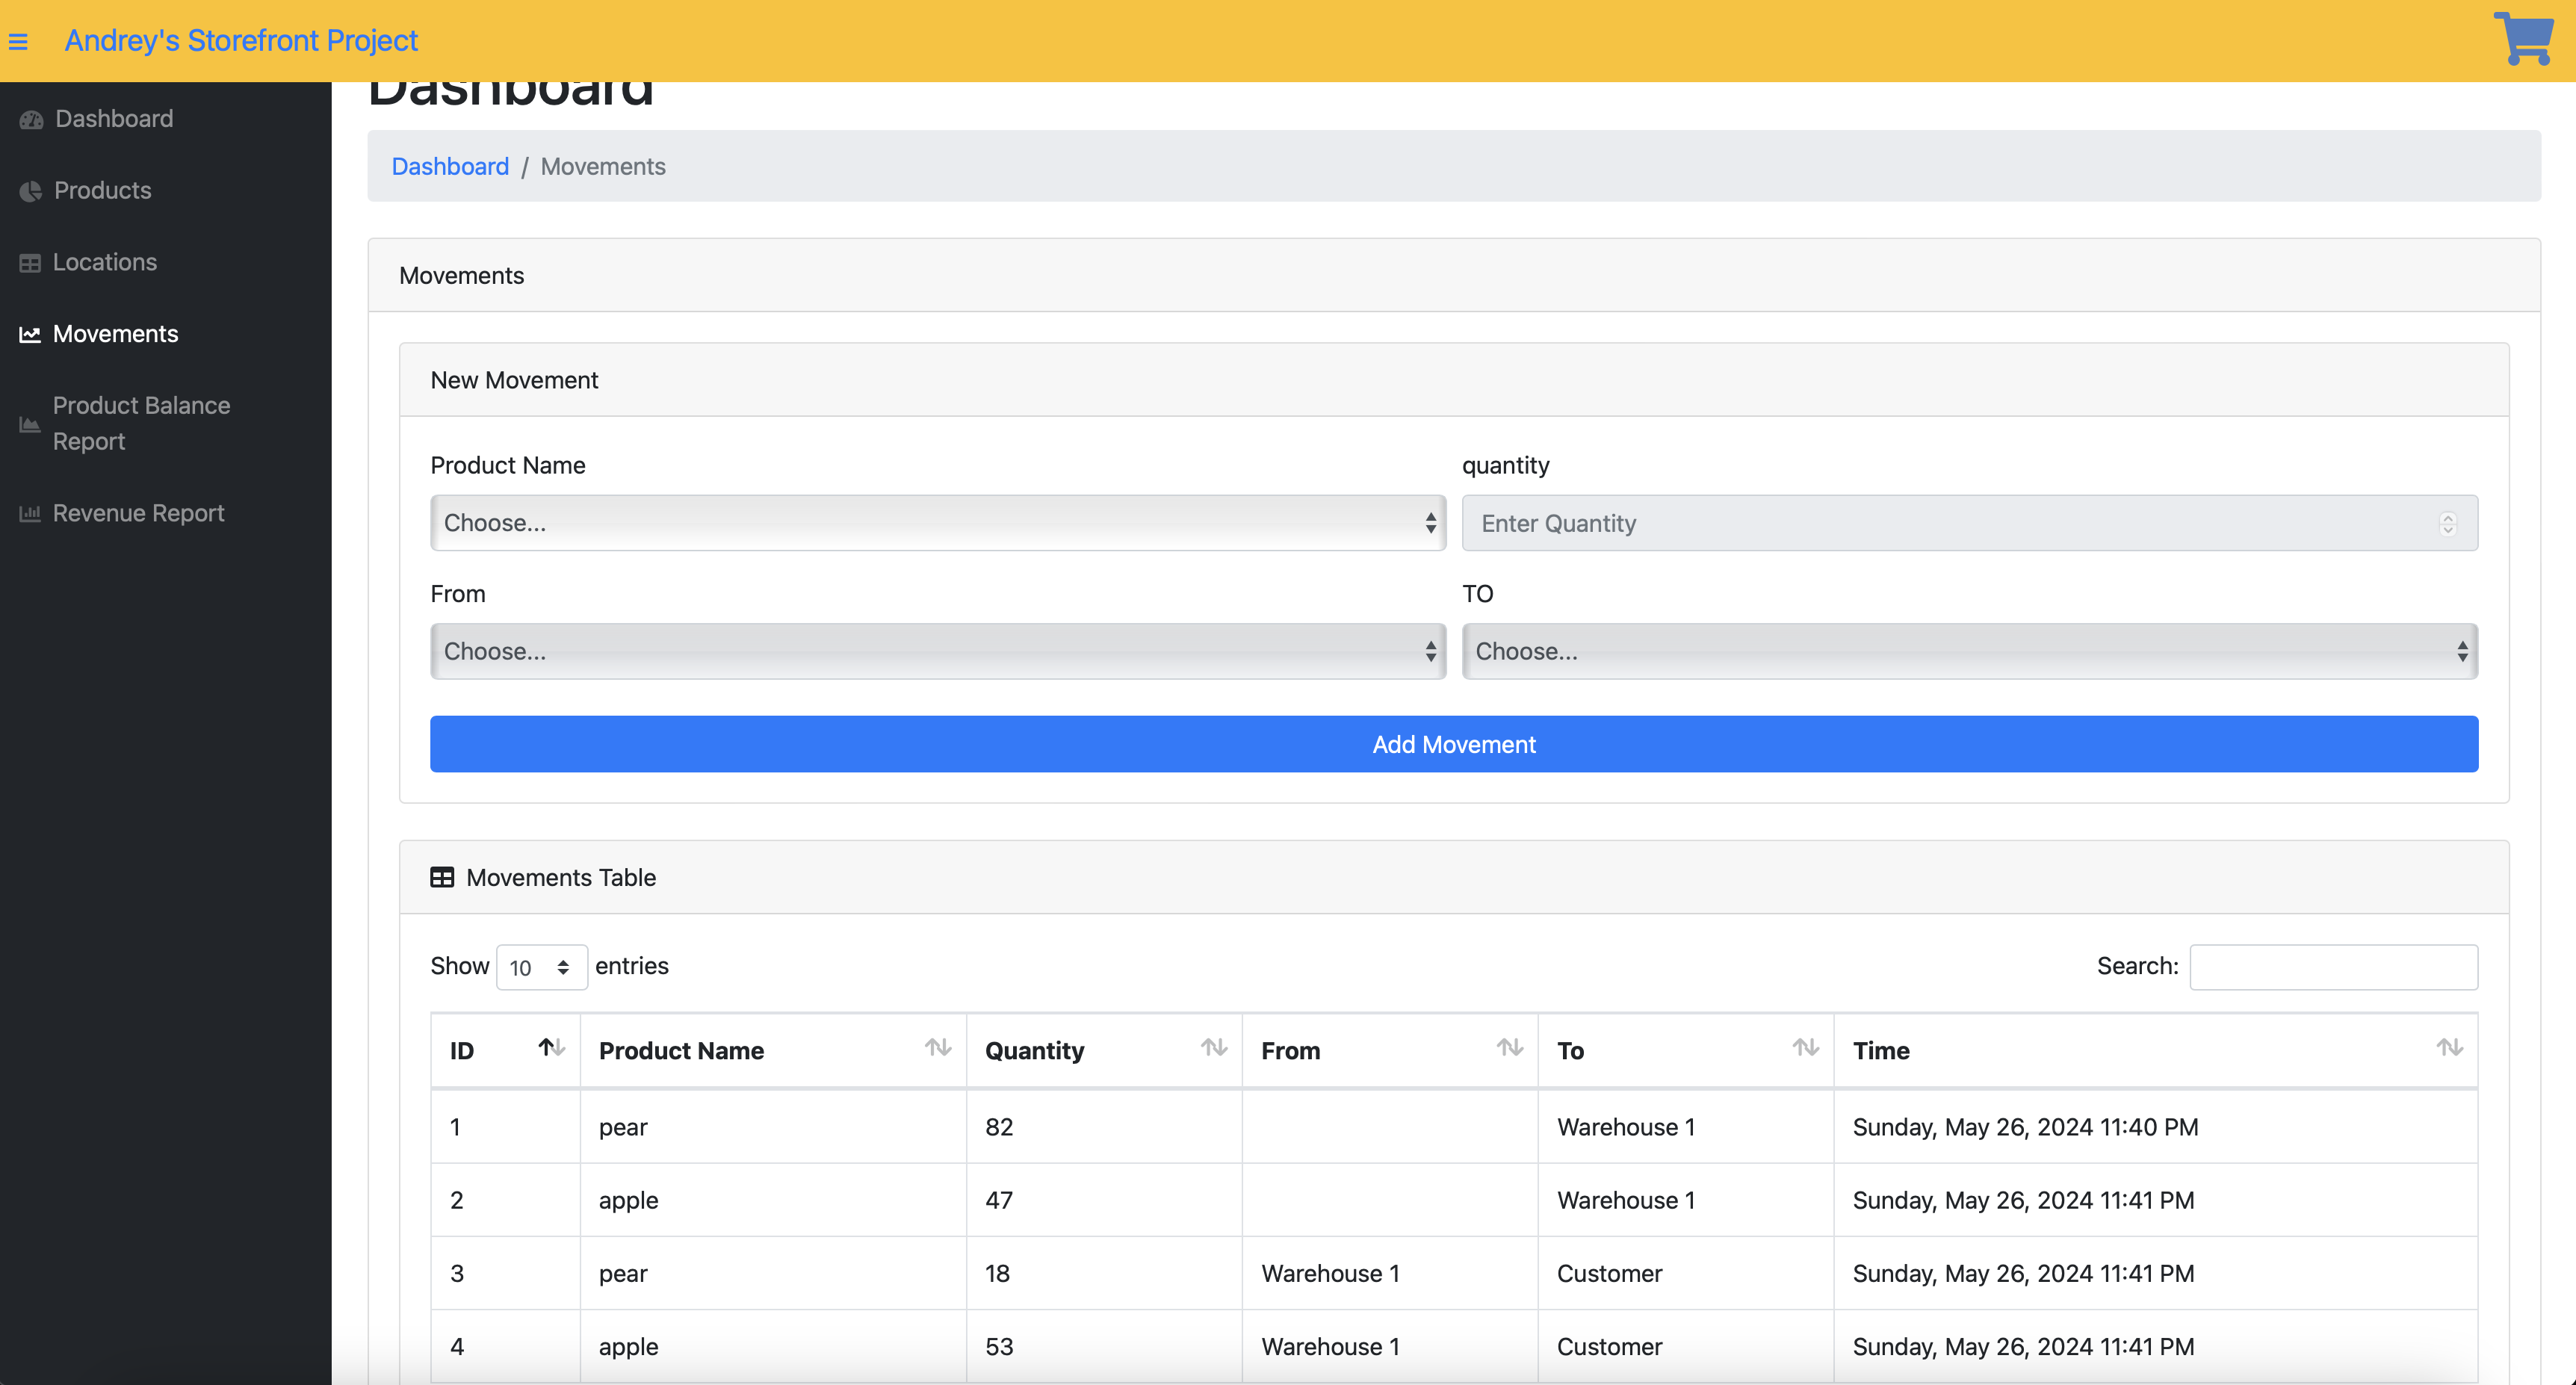 Andrey's Storefront Project
Dashboard
Products
Locations
Movements
Product Balance
Report
Revenue Report
Dashboard
Dashboard / Movements
Movements
New Movement
Product Name quantity
Choose... Enter Quantity
From TO
Choose... Choose...
Add Movement
Movements Table
Show 10 entries Search:
ID Product Name Quantity From To Time
1 pear 82 Warehouse 1 Sunday, May 26, 2024 11:40 PM
2 apple 47 Warehouse 1 Sunday, May 26, 2024 11:41 PM
3 pear 18 Warehouse 1 Customer Sunday, May 26, 2024 11:41 PM
4 apple 53 Warehouse 1 Customer Sunday, May 26, 2024 11:41 PM